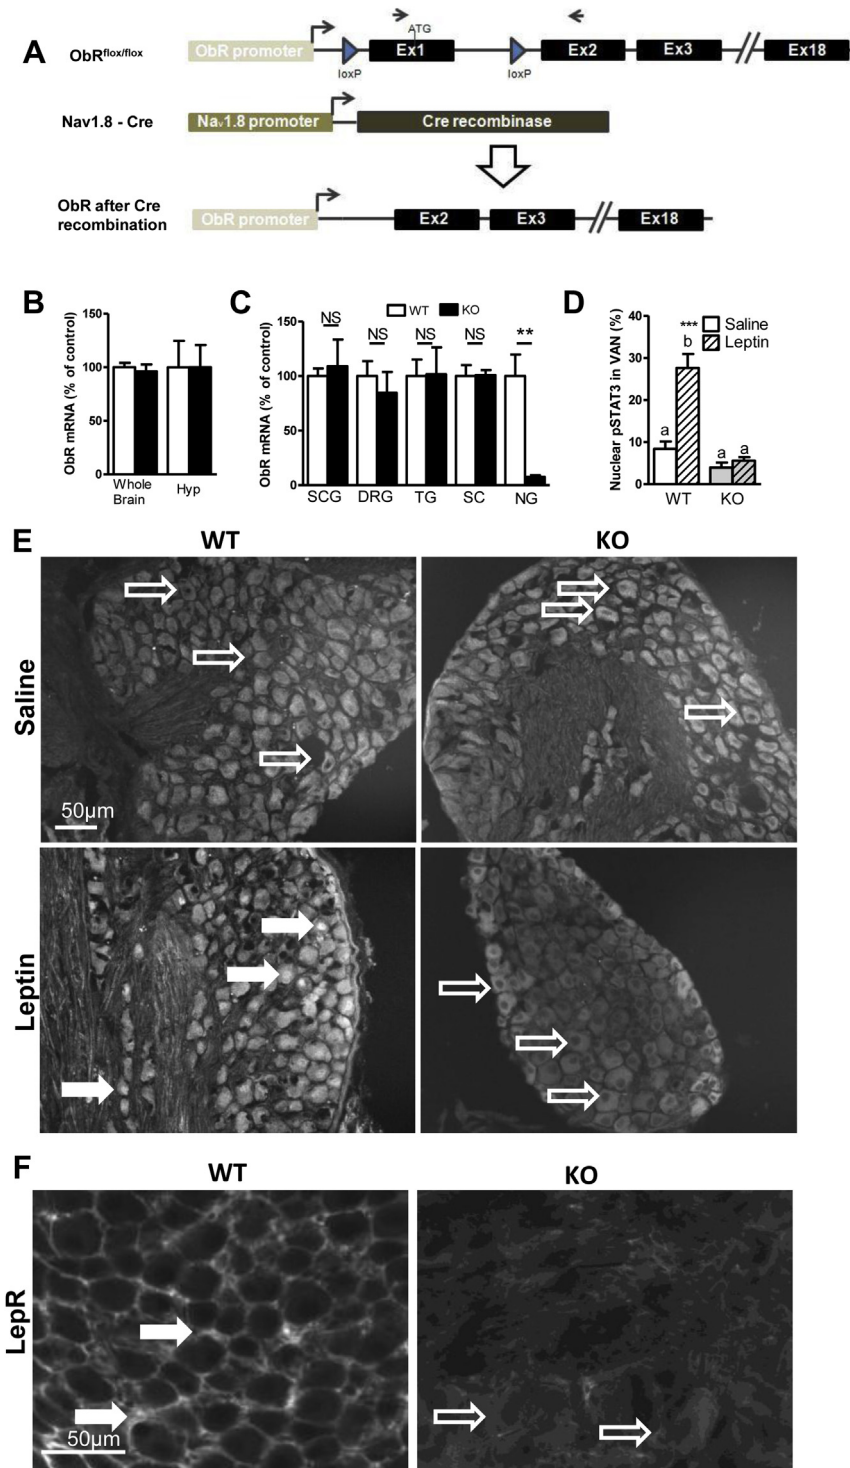 A
ObRflox/flox
ObR promoter
loxP
ATG
Ex1
loxP
Ex2
Ex3
Ex18
Nav1.8 - Cre
Nav1.8 promoter
Cre recombinase
ObR after Cre
recombination
ObR promoter
Ex2
Ex3
Ex18
B
ObR mRNA (% of control)
150
100
50
0
Whole
Brain
Hyp
C
ObR mRNA (% of control)
150
100
50
0
WT
KO
NS
NS
NS
NS
**
SCG
DRG
TG
SC
NG
D
Nuclear pSTAT3 in VAN (%)
40
30
20
10
0
Saline
Leptin
***
b
a
a
a
WT
KO
E
WT
KO
Saline
50µm
Leptin
F
WT
KO
LepR
50µm